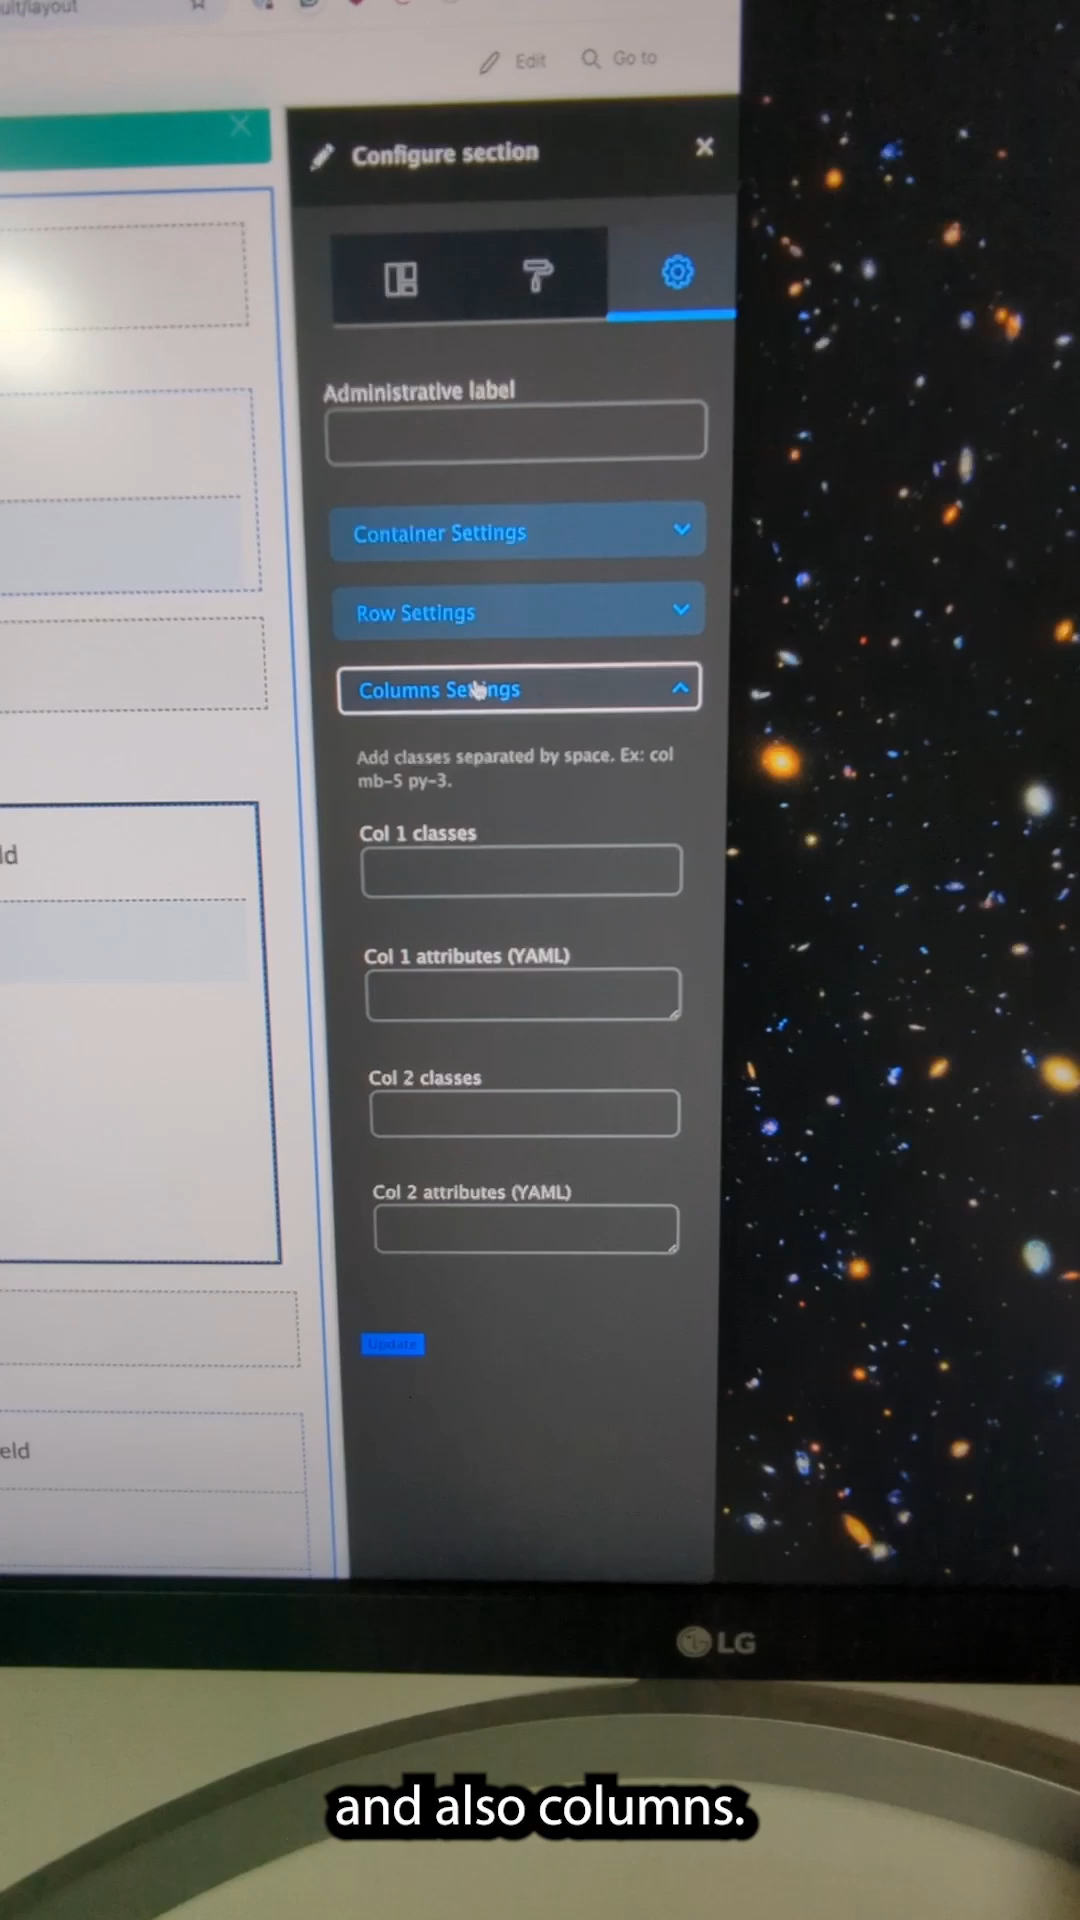 ult/layout
Edit
Go to
Configure section
Administrative label
Container Settings
Row Settings
Columns Settings
Add classes separated by space. Ex: col
mb-5 py-3.
ld
Col 1 classes
Col 1 attributes (YAML)
Col 2 classes
Col 2 attributes (YAML)
Update
eld
LG
and also columns.